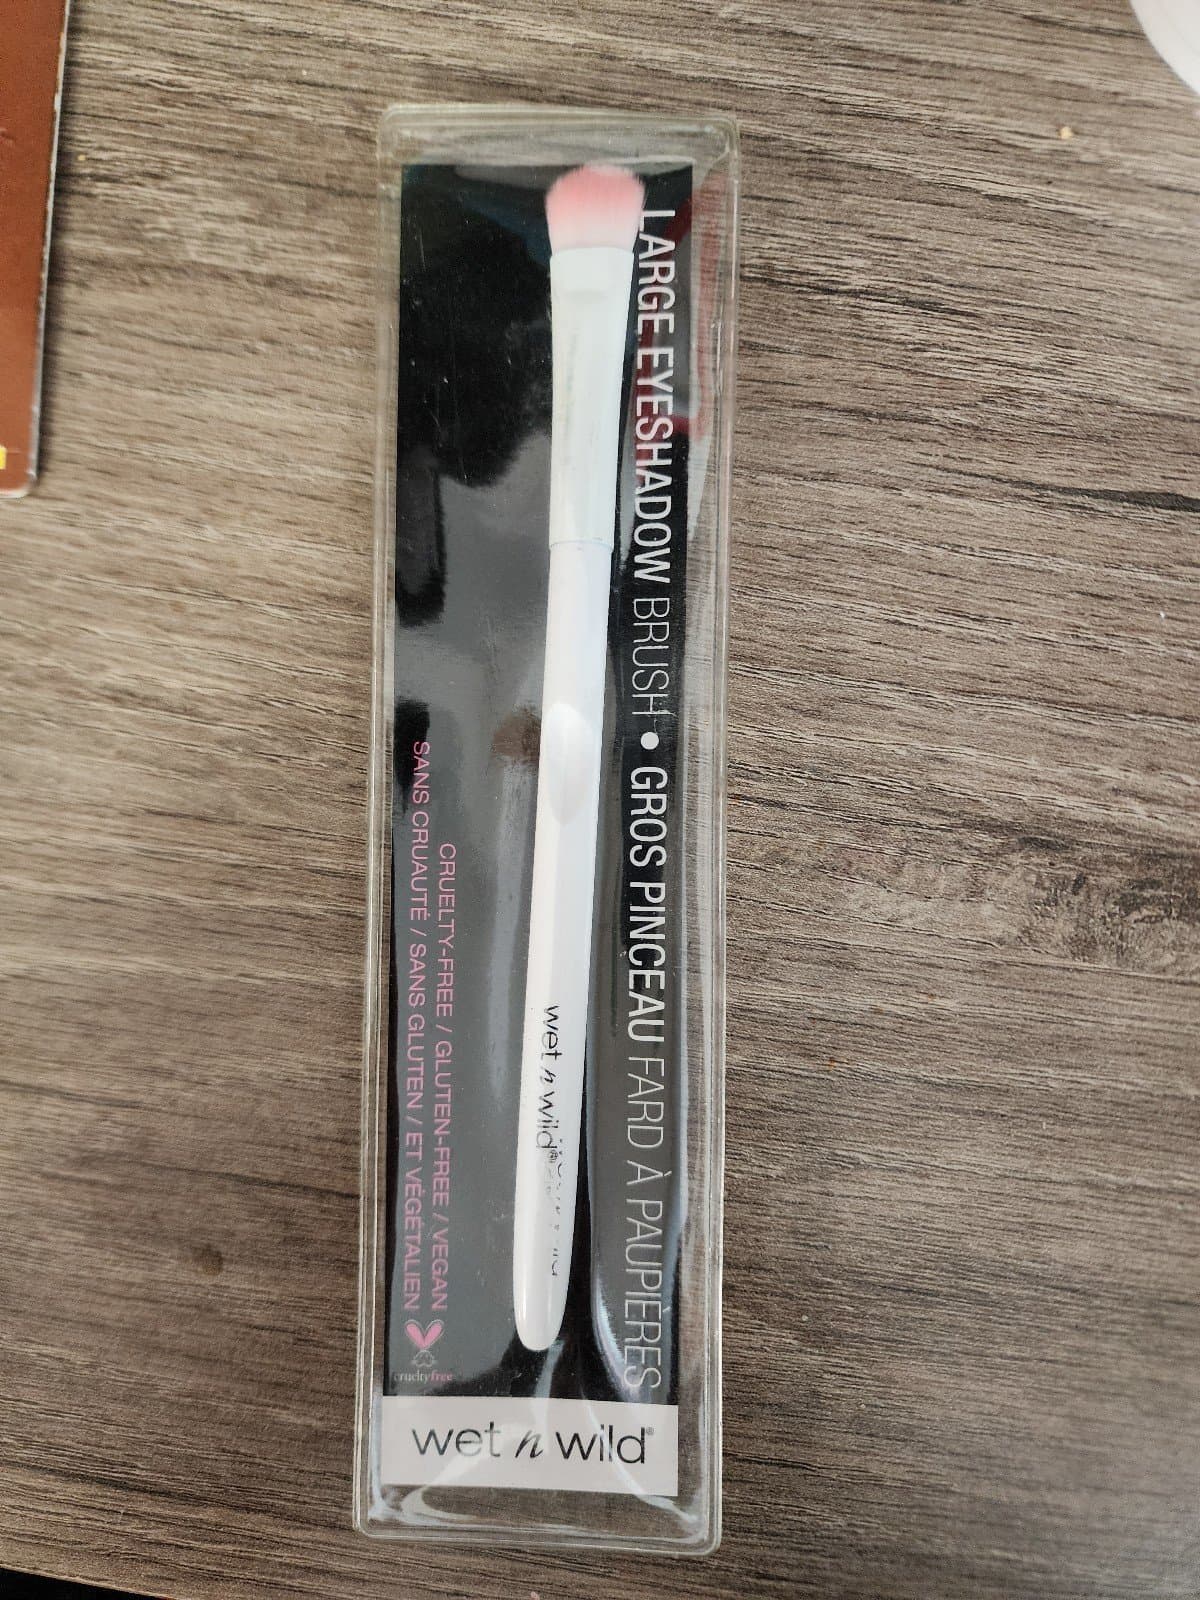 LARGE EYESHADOW BRUSH • GROS PINCEAU FARD À PAUPIÈRES
wet n wild®
CRUELTY-FREE / GLUTEN-FREE / VEGAN
SANS CRUAUTÉ / SANS GLUTEN / ET VÉGÉTALIEN
crueltyfree
wet n wild®